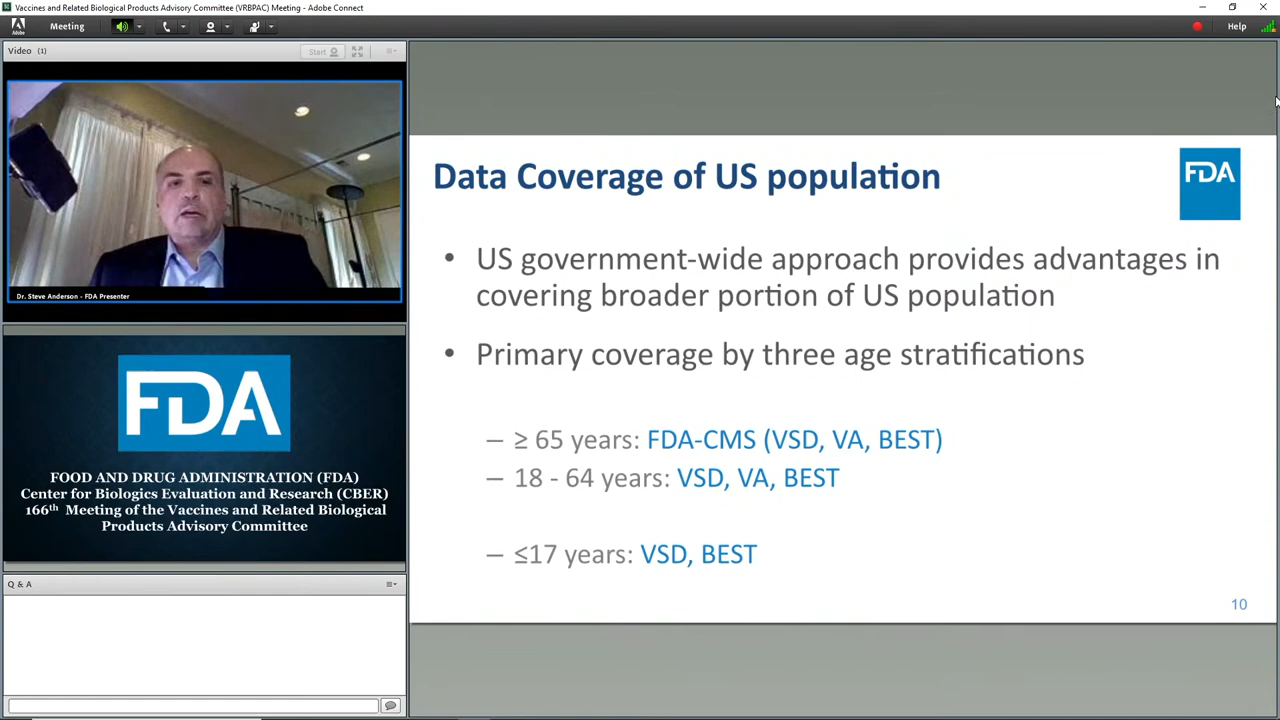 Vaccines and Related Biological Products Advisory Committee (VRBPAC) Meeting - Adobe Connect
Adobe
Meeting
Help
Video (1)
Start
Dr. Steve Anderson - FDA Presenter
FDA
FOOD AND DRUG ADMINISTRATION (FDA)
Center for Biologics Evaluation and Research (CBER)
166th Meeting of the Vaccines and Related Biological
Products Advisory Committee
Q & A
Data Coverage of US population
FDA
• US government-wide approach provides advantages in
covering broader portion of US population
• Primary coverage by three age stratifications
– ≥ 65 years: FDA-CMS (VSD, VA, BEST)
– 18 - 64 years: VSD, VA, BEST
– ≤17 years: VSD, BEST
10